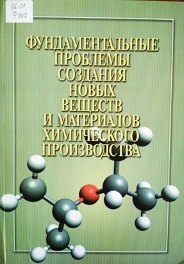 ФУНДАМЕНТАЛЬНЫЕ
ПРОБЛЕМЫ
СОЗДАНИЯ
НОВЫХ
ВЕЩЕСТВ
И МАТЕРИАЛОВ
ХИМИЧЕСКОГО
ПРОИЗВОДСТВА